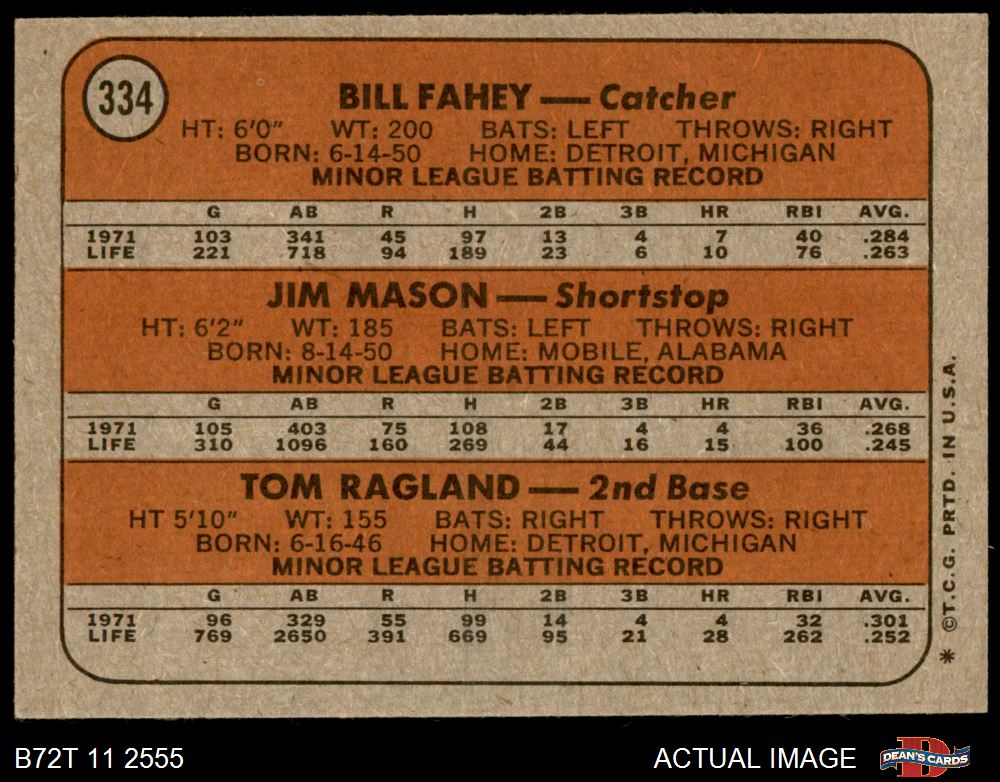 334
BILL FAHEY — Catcher
HT: 6'0" WT: 200 BATS: LEFT THROWS: RIGHT
BORN: 6-14-50 HOME: DETROIT, MICHIGAN
MINOR LEAGUE BATTING RECORD
G AB R H 2B 3B HR RBI AVG.
1971 103 341 45 97 13 4 7 40 .284
LIFE 221 718 94 189 23 6 10 76 .263
JIM MASON — Shortstop
HT: 6'2" WT: 185 BATS: LEFT THROWS: RIGHT
BORN: 8-14-50 HOME: MOBILE, ALABAMA
MINOR LEAGUE BATTING RECORD
G AB R H 2B 3B HR RBI AVG.
1971 105 403 75 108 17 4 4 36 .268
LIFE 310 1096 160 269 44 16 15 100 .245
TOM RAGLAND — 2nd Base
HT 5'10" WT: 155 BATS: RIGHT THROWS: RIGHT
BORN: 6-16-46 HOME: DETROIT, MICHIGAN
MINOR LEAGUE BATTING RECORD
G AB R H 2B 3B HR RBI AVG.
1971 96 329 55 99 14 4 4 32 .301
LIFE 769 2650 391 669 95 21 28 262 .252
* ©T.C.G. PRTD. IN U.S.A.
B72T 11 2555 ACTUAL IMAGE
D
DEAN'S CARDS